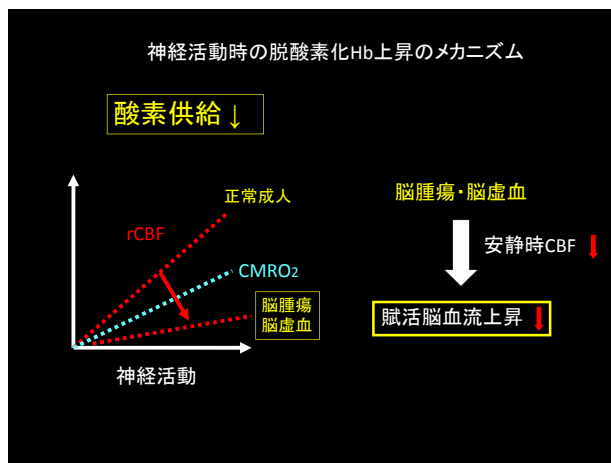 神経活動時の脱酸素化Hb上昇のメカニズム
酸素供給↓
正常成人
rCBF
CMRO₂
脳腫瘍
脳虚血
神経活動
脳腫瘍・脳虚血
安静時CBF
賦活脳血流上昇